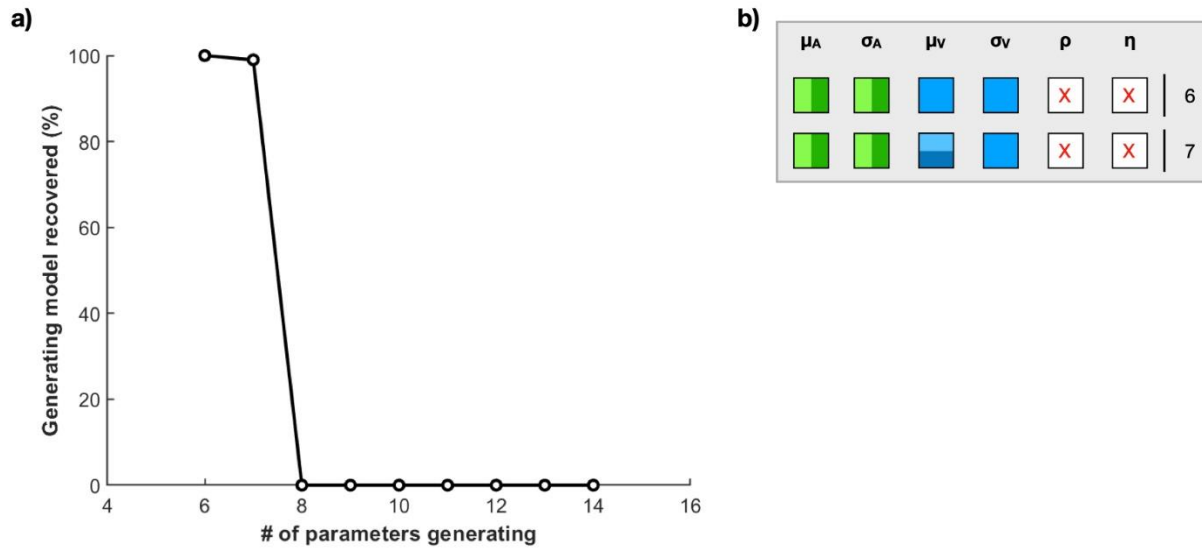 a)
100
80
60
40
20
0
Generating model recovered (%)
4 6 8 10 12 14 16
# of parameters generating
b)
μA σA μV σV ρ η
X X 6
X X 7